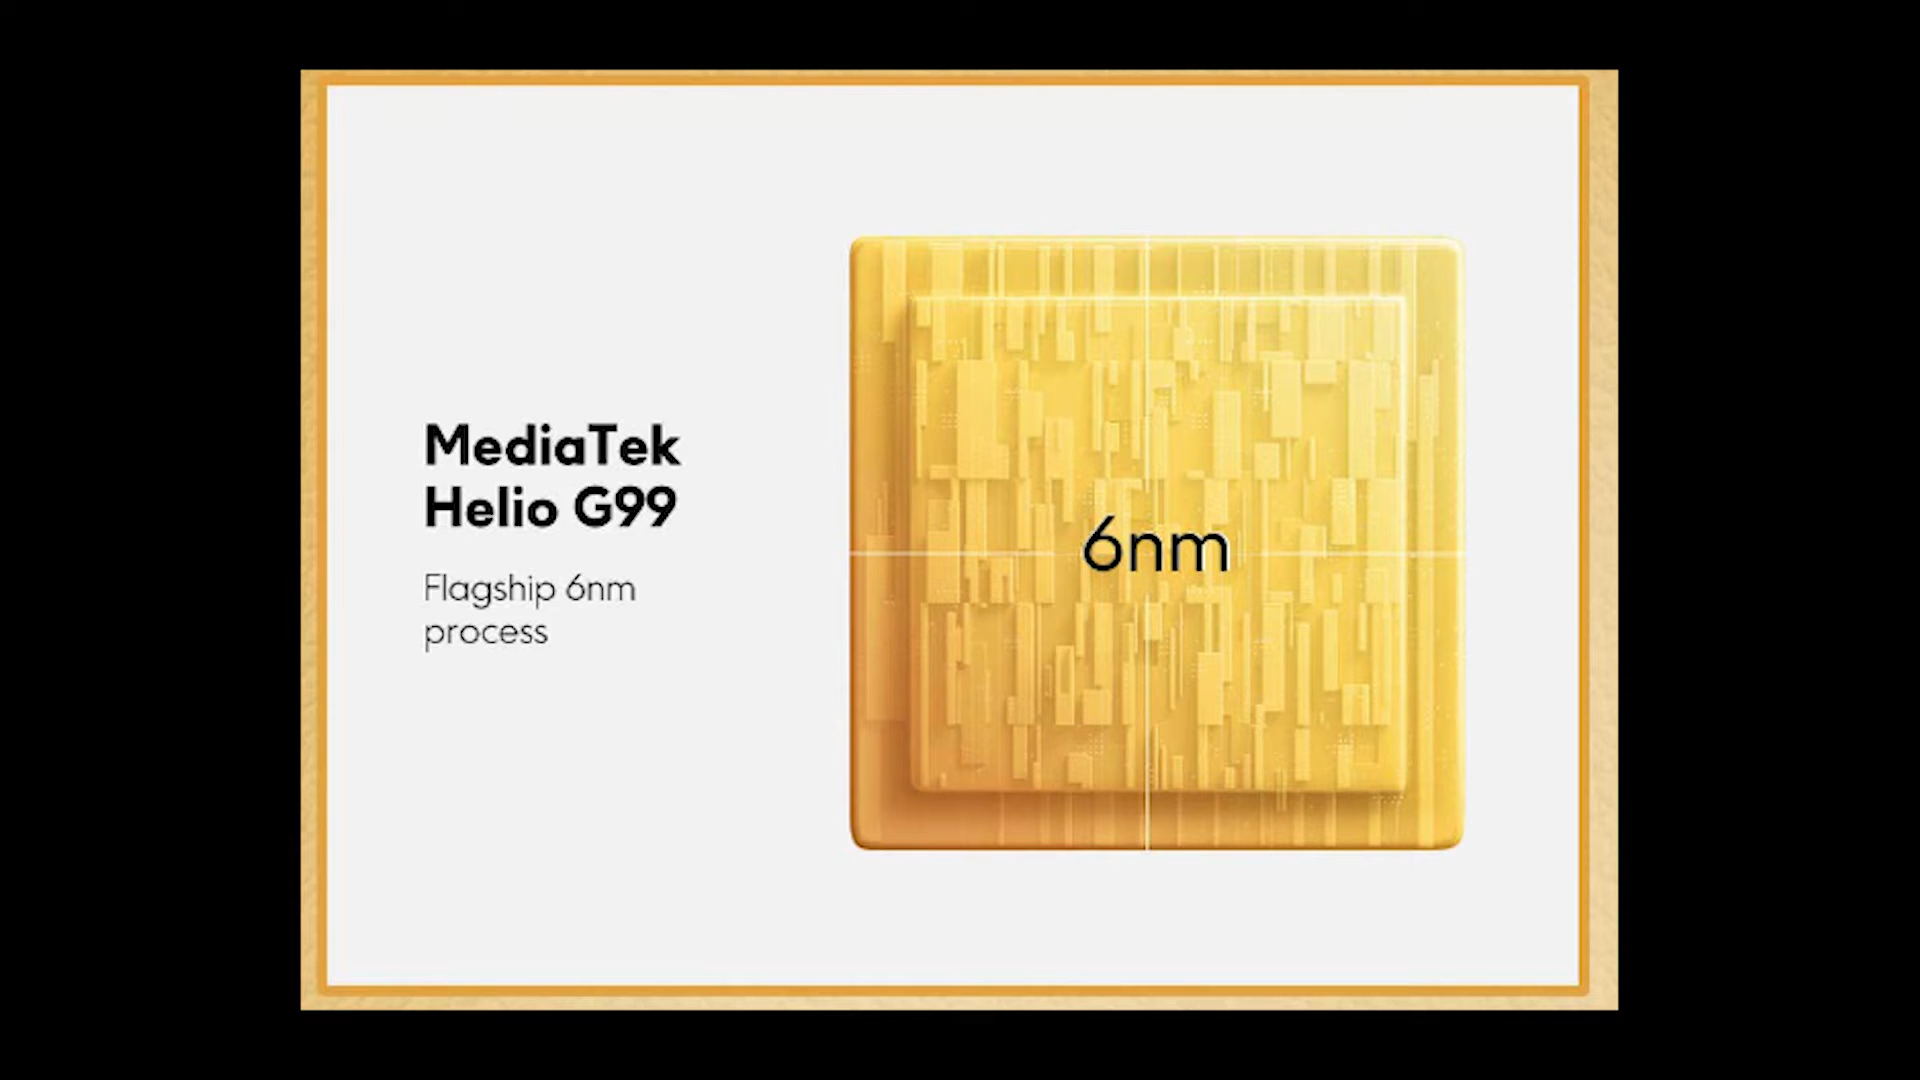 MediaTek
Helio G99
Flagship 6nm
process
6nm